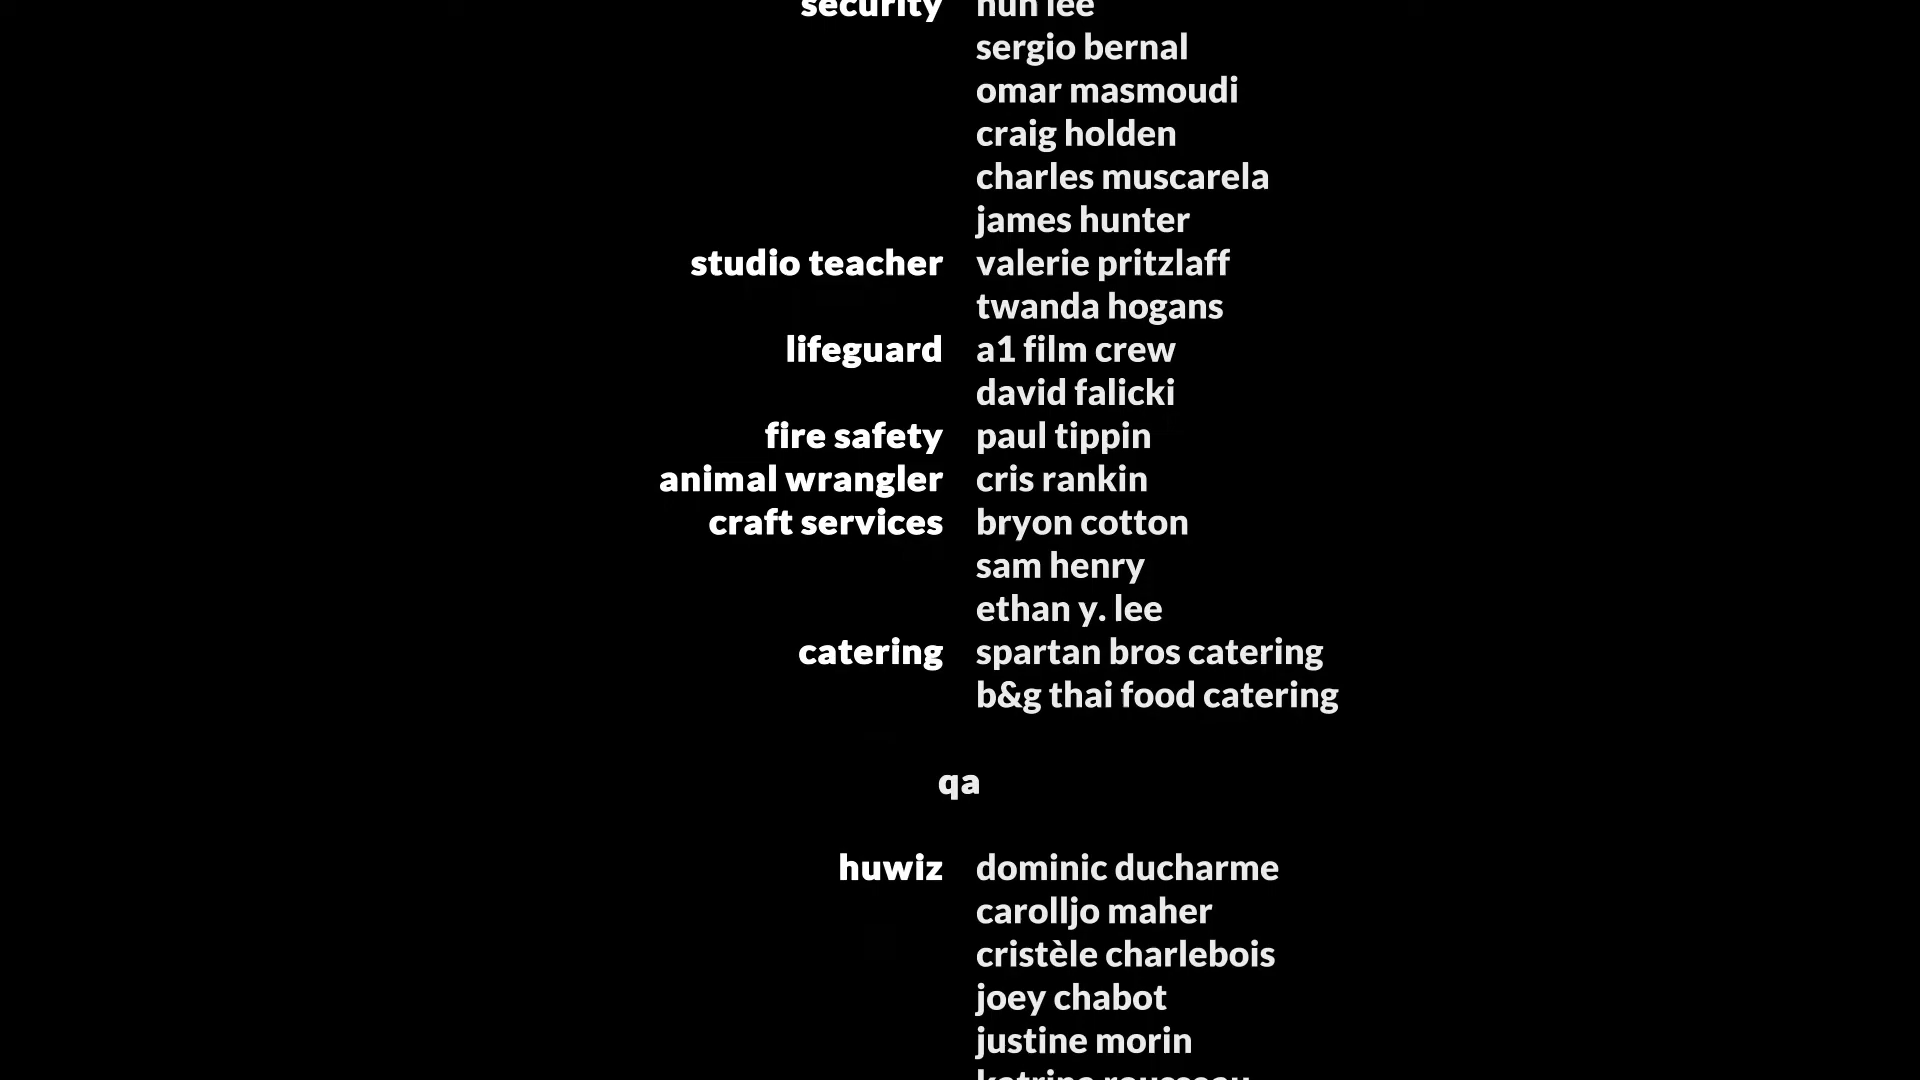 security lee
sergio bernal
omar masmoudi
craig holden
charles muscarela
james hunter
studio teacher valerie pritzlaff
twanda hogans
lifeguard a1 film crew
david falicki
fire safety paul tippin
animal wrangler cris rankin
craft services bryon cotton
sam henry
ethan y. lee
catering spartan bros catering
b&g thai food catering
qa
huwiz dominic ducharme
carolljo maher
cristèle charlebois
joey chabot
justine morin